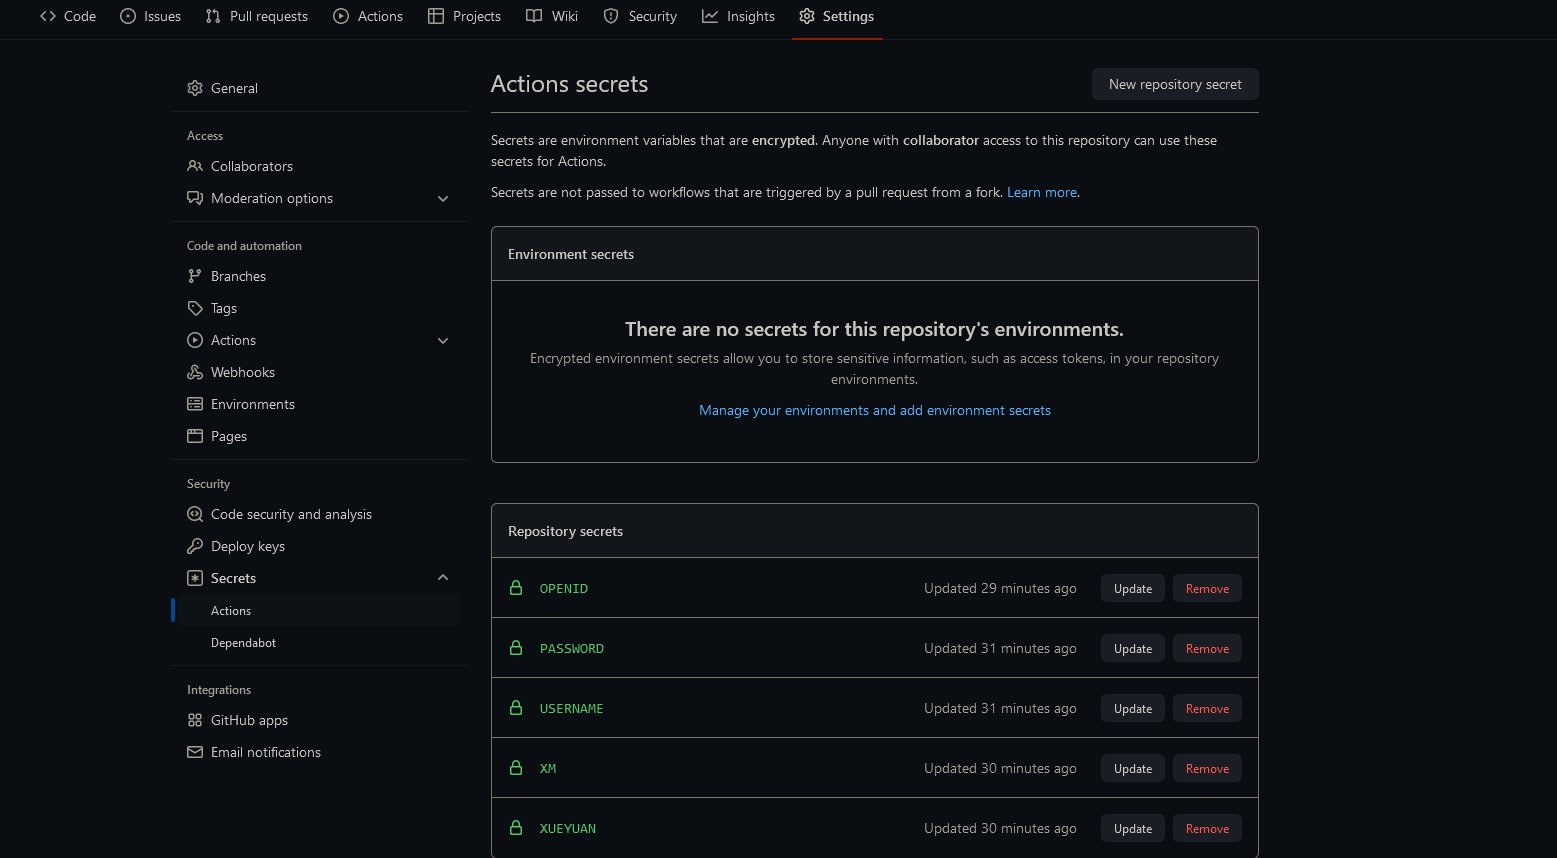 Code Issues Pull requests Actions Projects Wiki Security Insights Settings
General
Access
Collaborators
Moderation options
Code and automation
Branches
Tags
Actions
Webhooks
Environments
Pages
Security
Code security and analysis
Deploy keys
Secrets
Actions
Dependabot
Integrations
GitHub apps
Email notifications
Actions secrets
New repository secret
Secrets are environment variables that are encrypted. Anyone with collaborator access to this repository can use these
secrets for Actions.
Secrets are not passed to workflows that are triggered by a pull request from a fork. Learn more.
Environment secrets
There are no secrets for this repository's environments.
Encrypted environment secrets allow you to store sensitive information, such as access tokens, in your repository
environments.
Manage your environments and add environment secrets
Repository secrets
OPENID Updated 29 minutes ago Update Remove
PASSWORD Updated 31 minutes ago Update Remove
USERNAME Updated 31 minutes ago Update Remove
XM Updated 30 minutes ago Update Remove
XUEYUAN Updated 30 minutes ago Update Remove